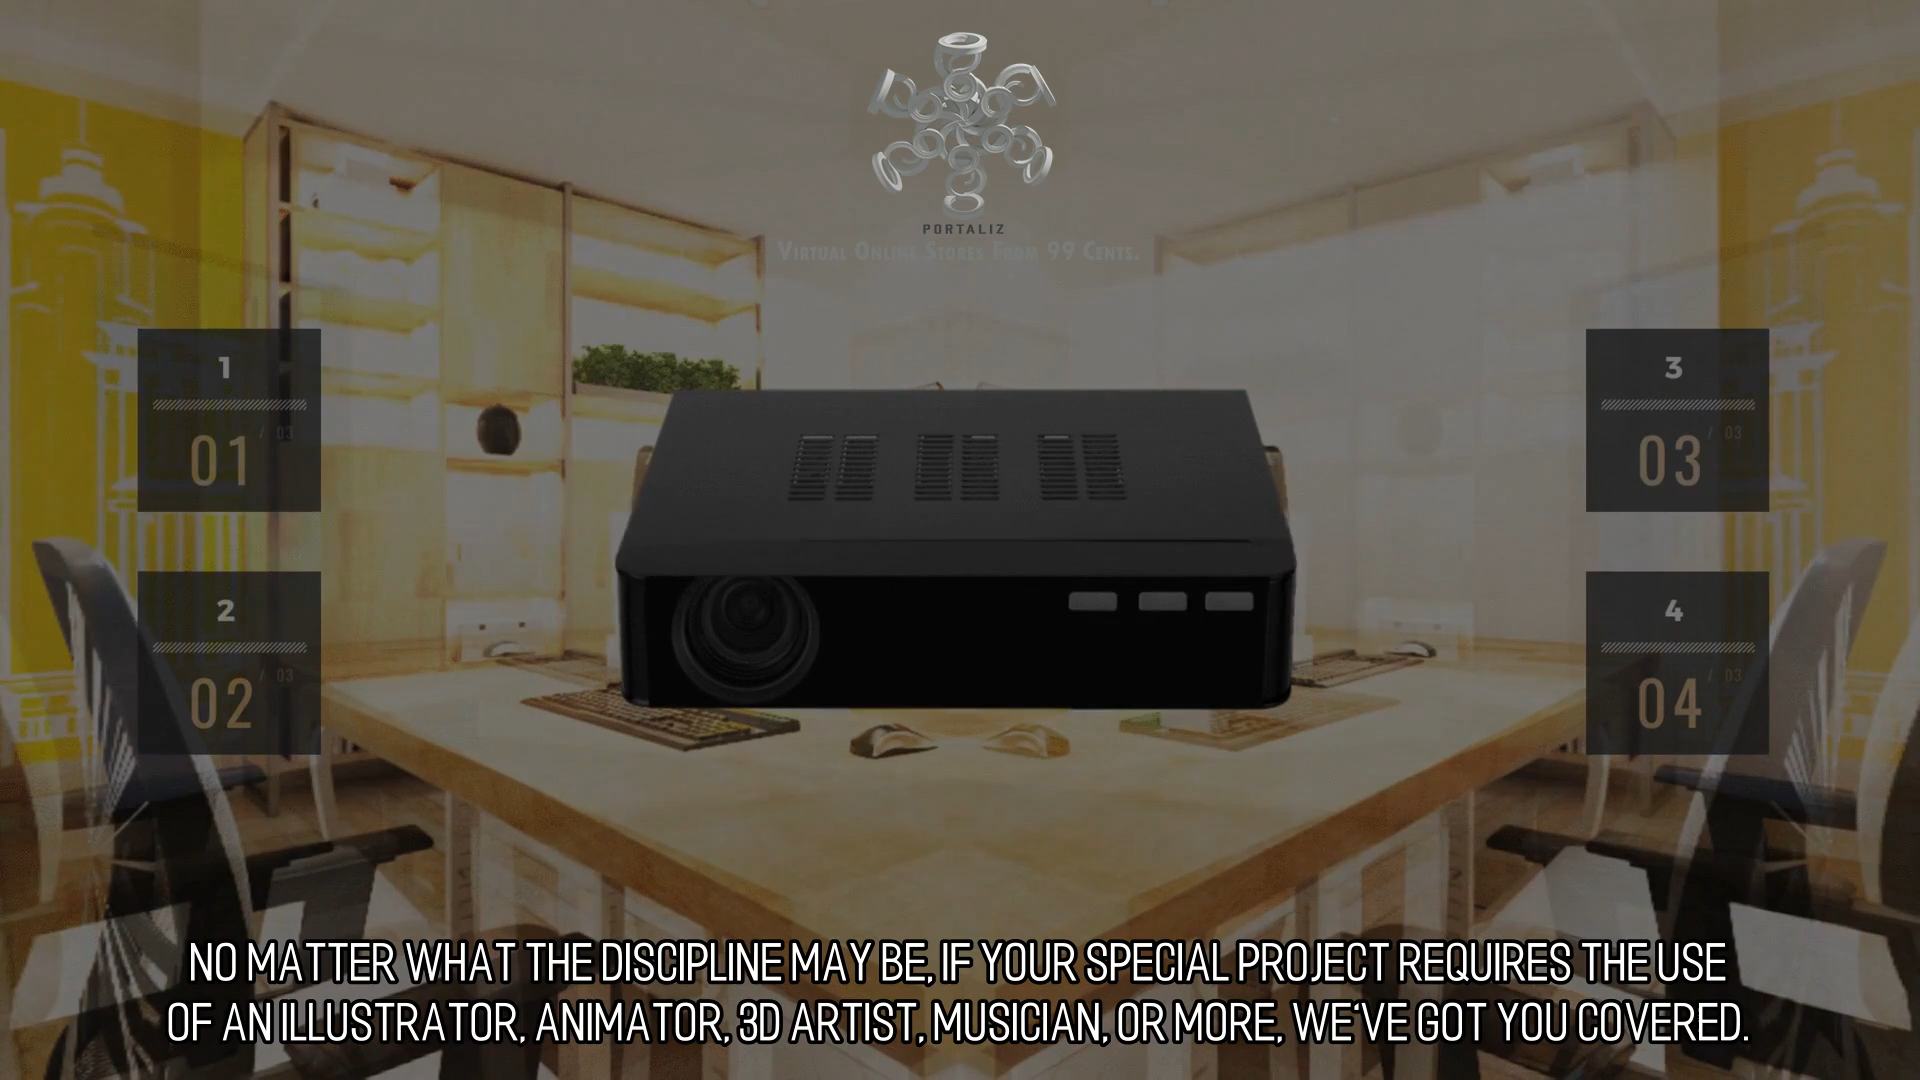 PORTALIZ
Virtual Online Stores From 99 Cents.
1
01 / 03
2
02 / 03
3
03 / 03
4
04 / 03
NO MATTER WHAT THE DISCIPLINE MAY BE, IF YOUR SPECIAL PROJECT REQUIRES THE USE
OF AN ILLUSTRATOR, ANIMATOR, 3D ARTIST, MUSICIAN, OR MORE, WE'VE GOT YOU COVERED.